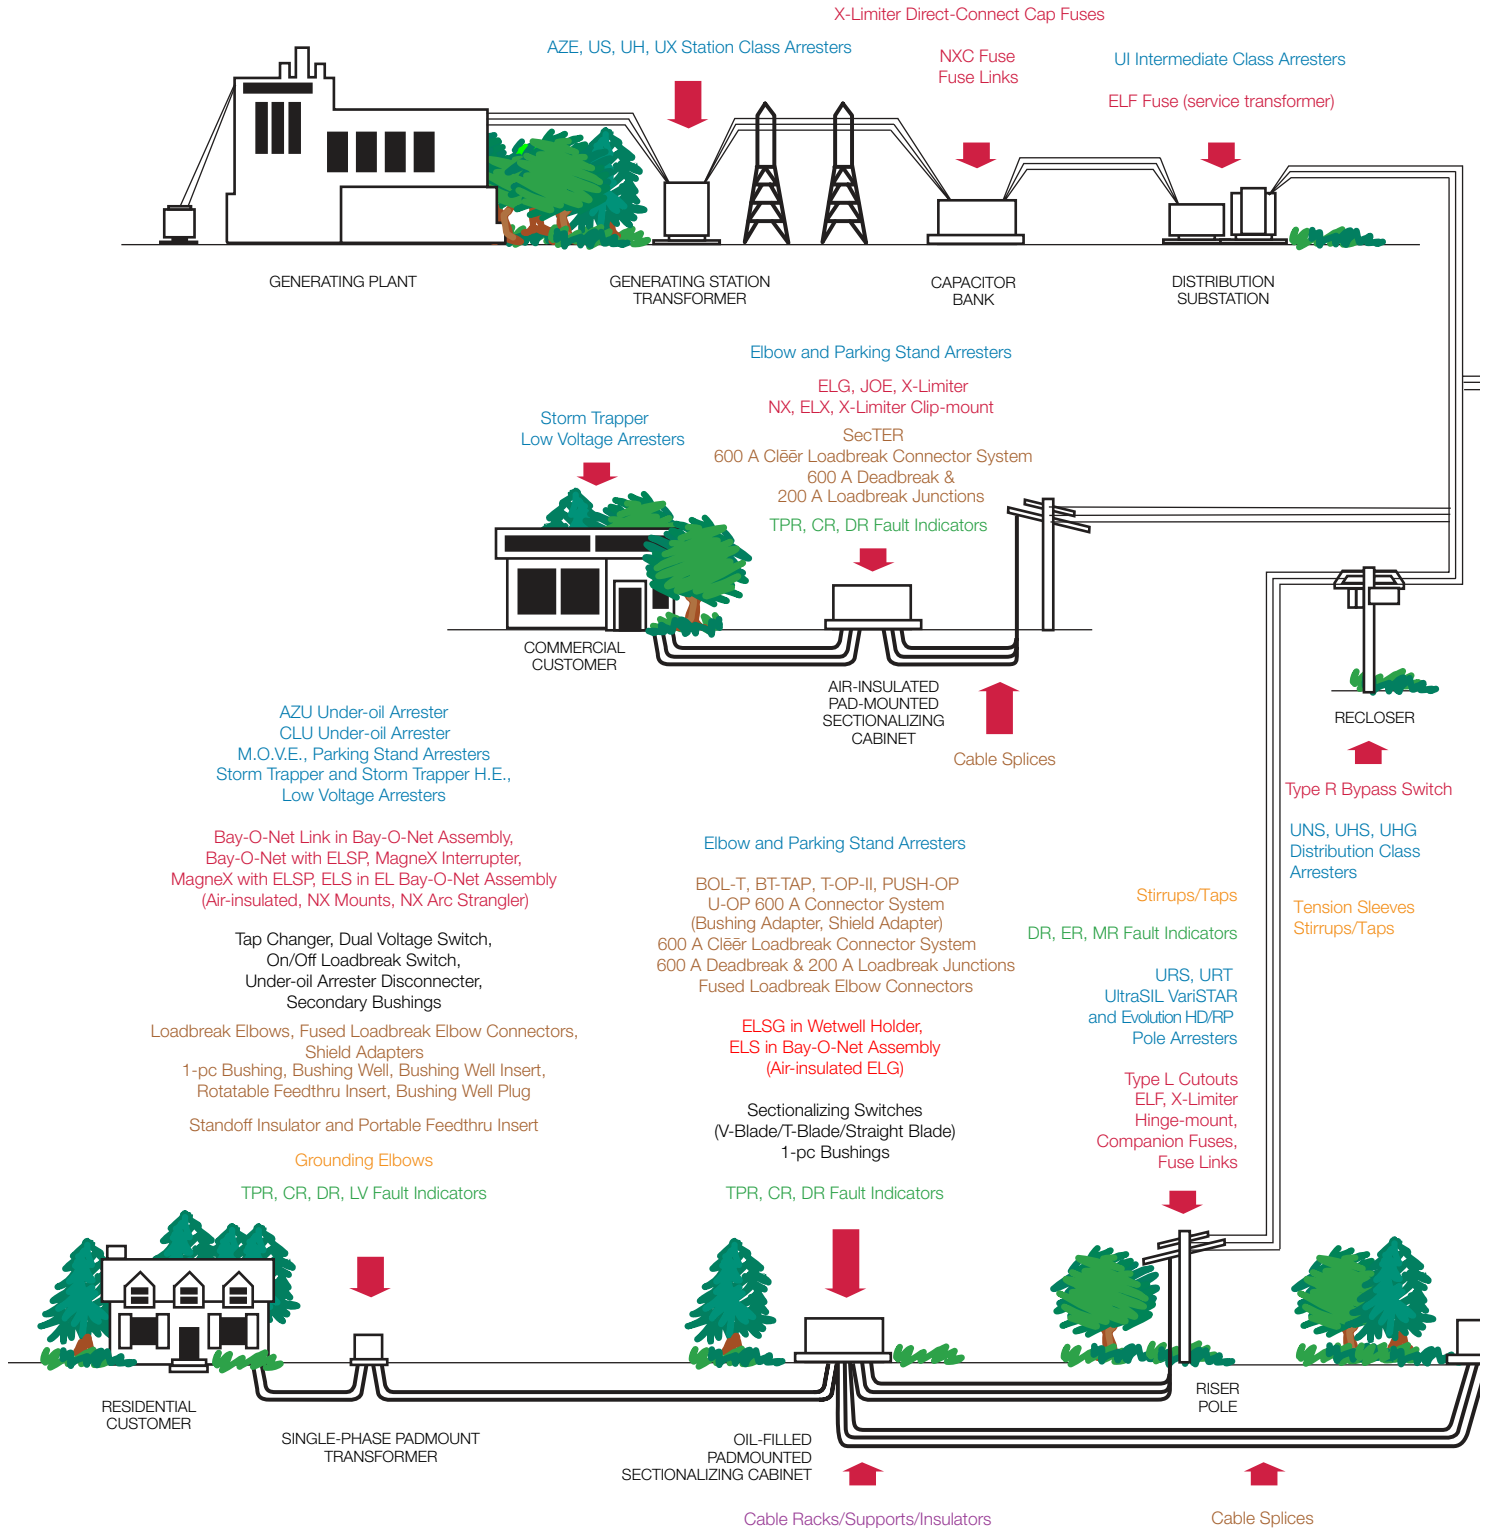 X-Limiter Direct-Connect Cap Fuses
AZE, US, UH, UX Station Class Arresters
NXC Fuse
Fuse Links
UI Intermediate Class Arresters
ELF Fuse (service transformer)
GENERATING PLANT
GENERATING STATION
TRANSFORMER
CAPACITOR
BANK
DISTRIBUTION
SUBSTATION
Elbow and Parking Stand Arresters
ELG, JOE, X-Limiter
NX, ELX, X-Limiter Clip-mount
SecTER
600 A Clēēr Loadbreak Connector System
600 A Deadbreak &
200 A Loadbreak Junctions
TPR, CR, DR Fault Indicators
Storm Trapper
Low Voltage Arresters
COMMERCIAL
CUSTOMER
AIR-INSULATED
PAD-MOUNTED
SECTIONALIZING
CABINET
Cable Splices
RECLOSER
Type R Bypass Switch
UNS, UHS, UHG
Distribution Class
Arresters
Tension Sleeves
Stirrups/Taps
AZU Under-oil Arrester
CLU Under-oil Arrester
M.O.V.E., Parking Stand Arresters
Storm Trapper and Storm Trapper H.E.,
Low Voltage Arresters
Bay-O-Net Link in Bay-O-Net Assembly,
Bay-O-Net with ELSP, MagneX Interrupter,
MagneX with ELSP, ELS in EL Bay-O-Net Assembly
(Air-insulated, NX Mounts, NX Arc Strangler)
Tap Changer, Dual Voltage Switch,
On/Off Loadbreak Switch,
Under-oil Arrester Disconnecter,
Secondary Bushings
Loadbreak Elbows, Fused Loadbreak Elbow Connectors,
Shield Adapters
1-pc Bushing, Bushing Well, Bushing Well Insert,
Rotatable Feedthru Insert, Bushing Well Plug
Standoff Insulator and Portable Feedthru Insert
Grounding Elbows
TPR, CR, DR, LV Fault Indicators
Elbow and Parking Stand Arresters
BOL-T, BT-TAP, T-OP-II, PUSH-OP
U-OP 600 A Connector System
(Bushing Adapter, Shield Adapter)
600 A Clēēr Loadbreak Connector System
600 A Deadbreak & 200 A Loadbreak Junctions
Fused Loadbreak Elbow Connectors
ELSG in Wetwell Holder,
ELS in Bay-O-Net Assembly
(Air-insulated ELG)
Sectionalizing Switches
(V-Blade/T-Blade/Straight Blade)
1-pc Bushings
TPR, CR, DR Fault Indicators
Stirrups/Taps
DR, ER, MR Fault Indicators
URS, URT
UltraSIL VariSTAR
and Evolution HD/RP
Pole Arresters
Type L Cutouts
ELF, X-Limiter
Hinge-mount,
Companion Fuses,
Fuse Links
RESIDENTIAL
CUSTOMER
SINGLE-PHASE PADMOUNT
TRANSFORMER
OIL-FILLED
PADMOUNTED
SECTIONALIZING CABINET
RISER
POLE
Cable Racks/Supports/Insulators
Cable Splices